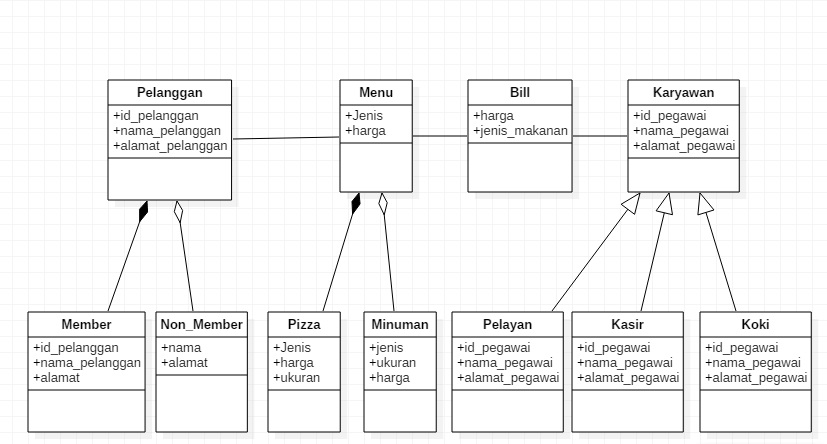 Pelanggan
+id_pelanggan
+nama_pelanggan
+alamat_pelanggan
Menu
+Jenis
+harga
Bill
+harga
+jenis_makanan
Karyawan
+id_pegawai
+nama_pegawai
+alamat_pegawai
Member
+id_pelanggan
+nama_pelanggan
+alamat
Non_Member
+nama
+alamat
Pizza
+Jenis
+harga
+ukuran
Minuman
+jenis
+ukuran
+harga
Pelayan
+id_pegawai
+nama_pegawai
+alamat_pegawai
Kasir
+id_pegawai
+nama_pegawai
+alamat_pegawai
Koki
+id_pegawai
+nama_pegawai
+alamat_pegawai